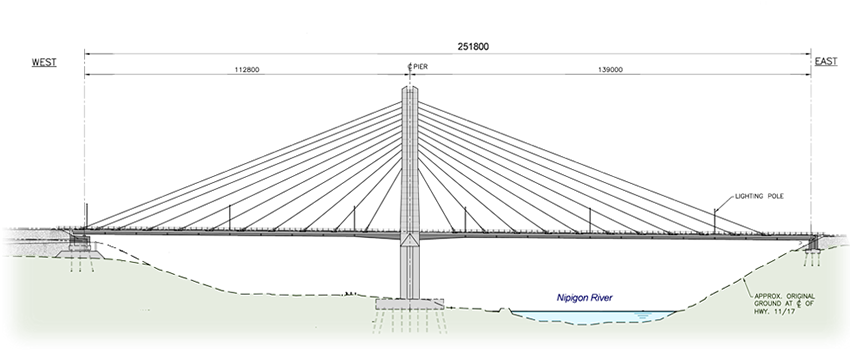 251800
WEST
℄ PIER
EAST
112800
139000
LIGHTING POLE
Nipigon River
APPROX. ORIGINAL
GROUND AT ℄ OF
HWY. 11/17